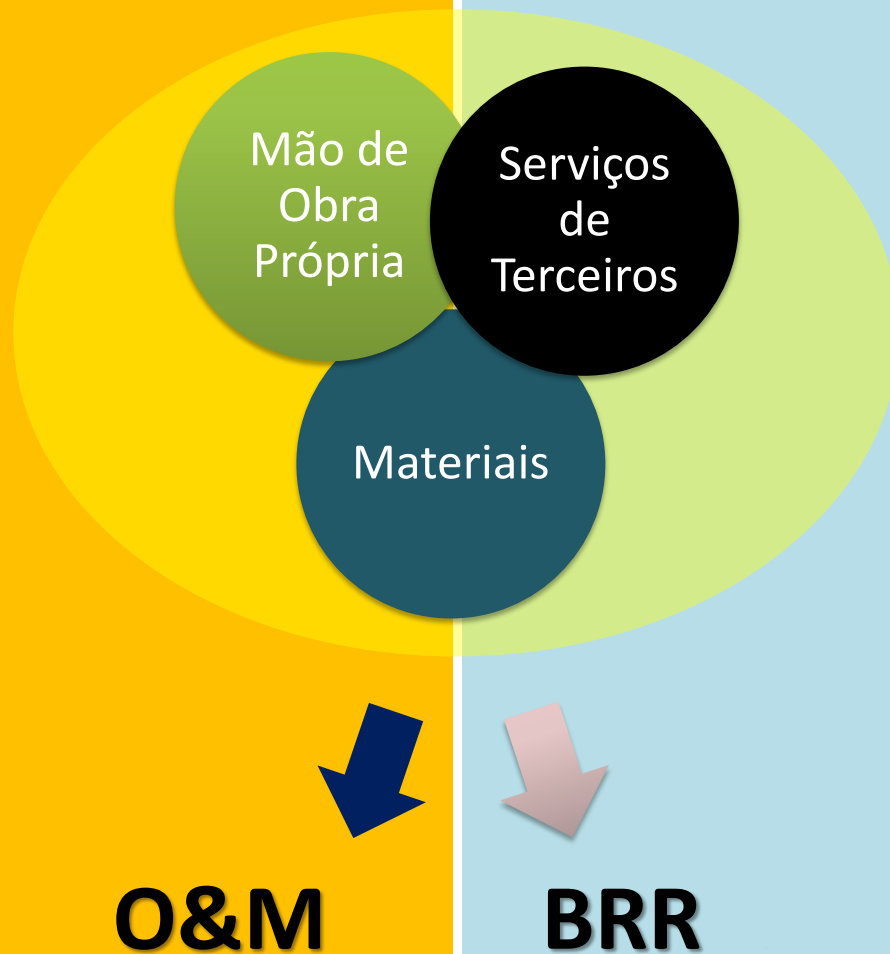 Mão de
Obra
Própria
Serviços
de
Terceiros
Materiais
O&M
BRR